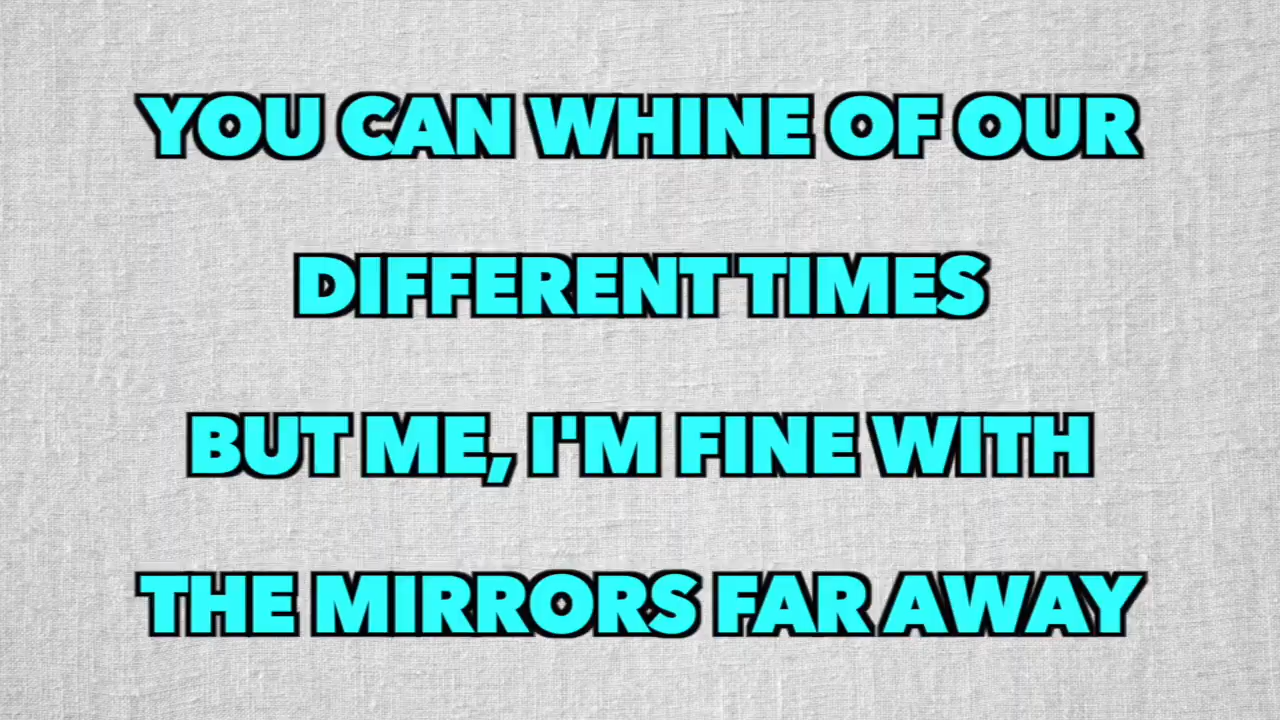 YOU CAN WHINE OF OUR
DIFFERENT TIMES
BUT ME, I'M FINE WITH
THE MIRRORS FAR AWAY